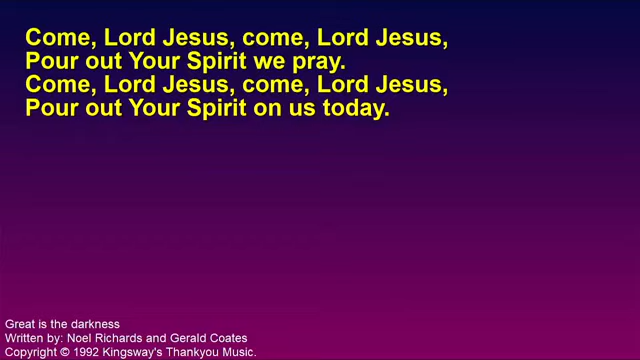 Come, Lord Jesus, come, Lord Jesus,
Pour out Your Spirit we pray.
Come, Lord Jesus, come, Lord Jesus,
Pour out Your Spirit on us today.
Great is the darkness
Written by: Noel Richards and Gerald Coates
Copyright © 1992 Kingsway's Thankyou Music.